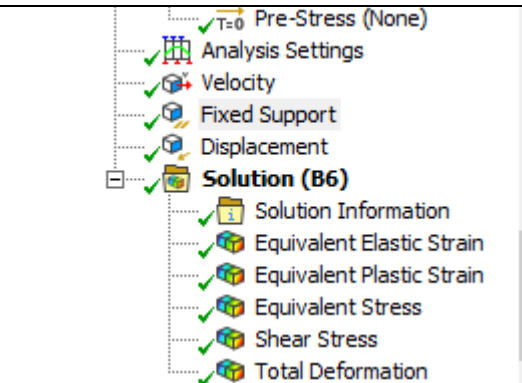 T=0 Pre-Stress (None)
Analysis Settings
Velocity
Fixed Support
Displacement
Solution (B6)
i Solution Information
Equivalent Elastic Strain
Equivalent Plastic Strain
Equivalent Stress
Shear Stress
Total Deformation